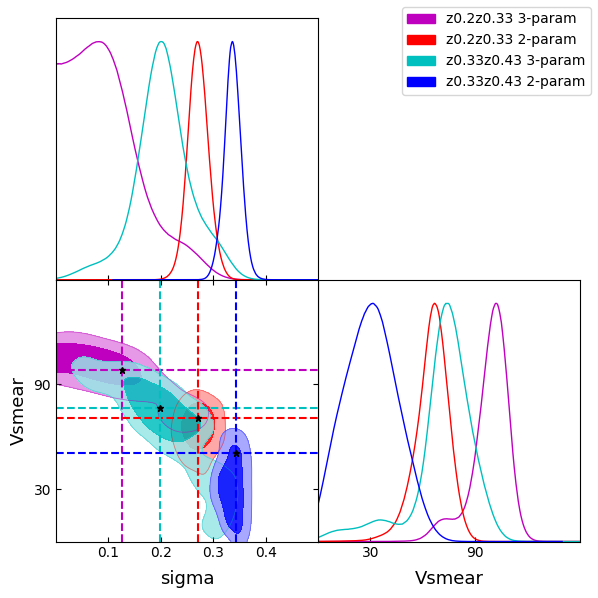 z0.2z0.33 3-param
z0.2z0.33 2-param
z0.33z0.43 3-param
z0.33z0.43 2-param
Vsmear
90
30
0.1 0.2 0.3 0.4
30 90
sigma
Vsmear